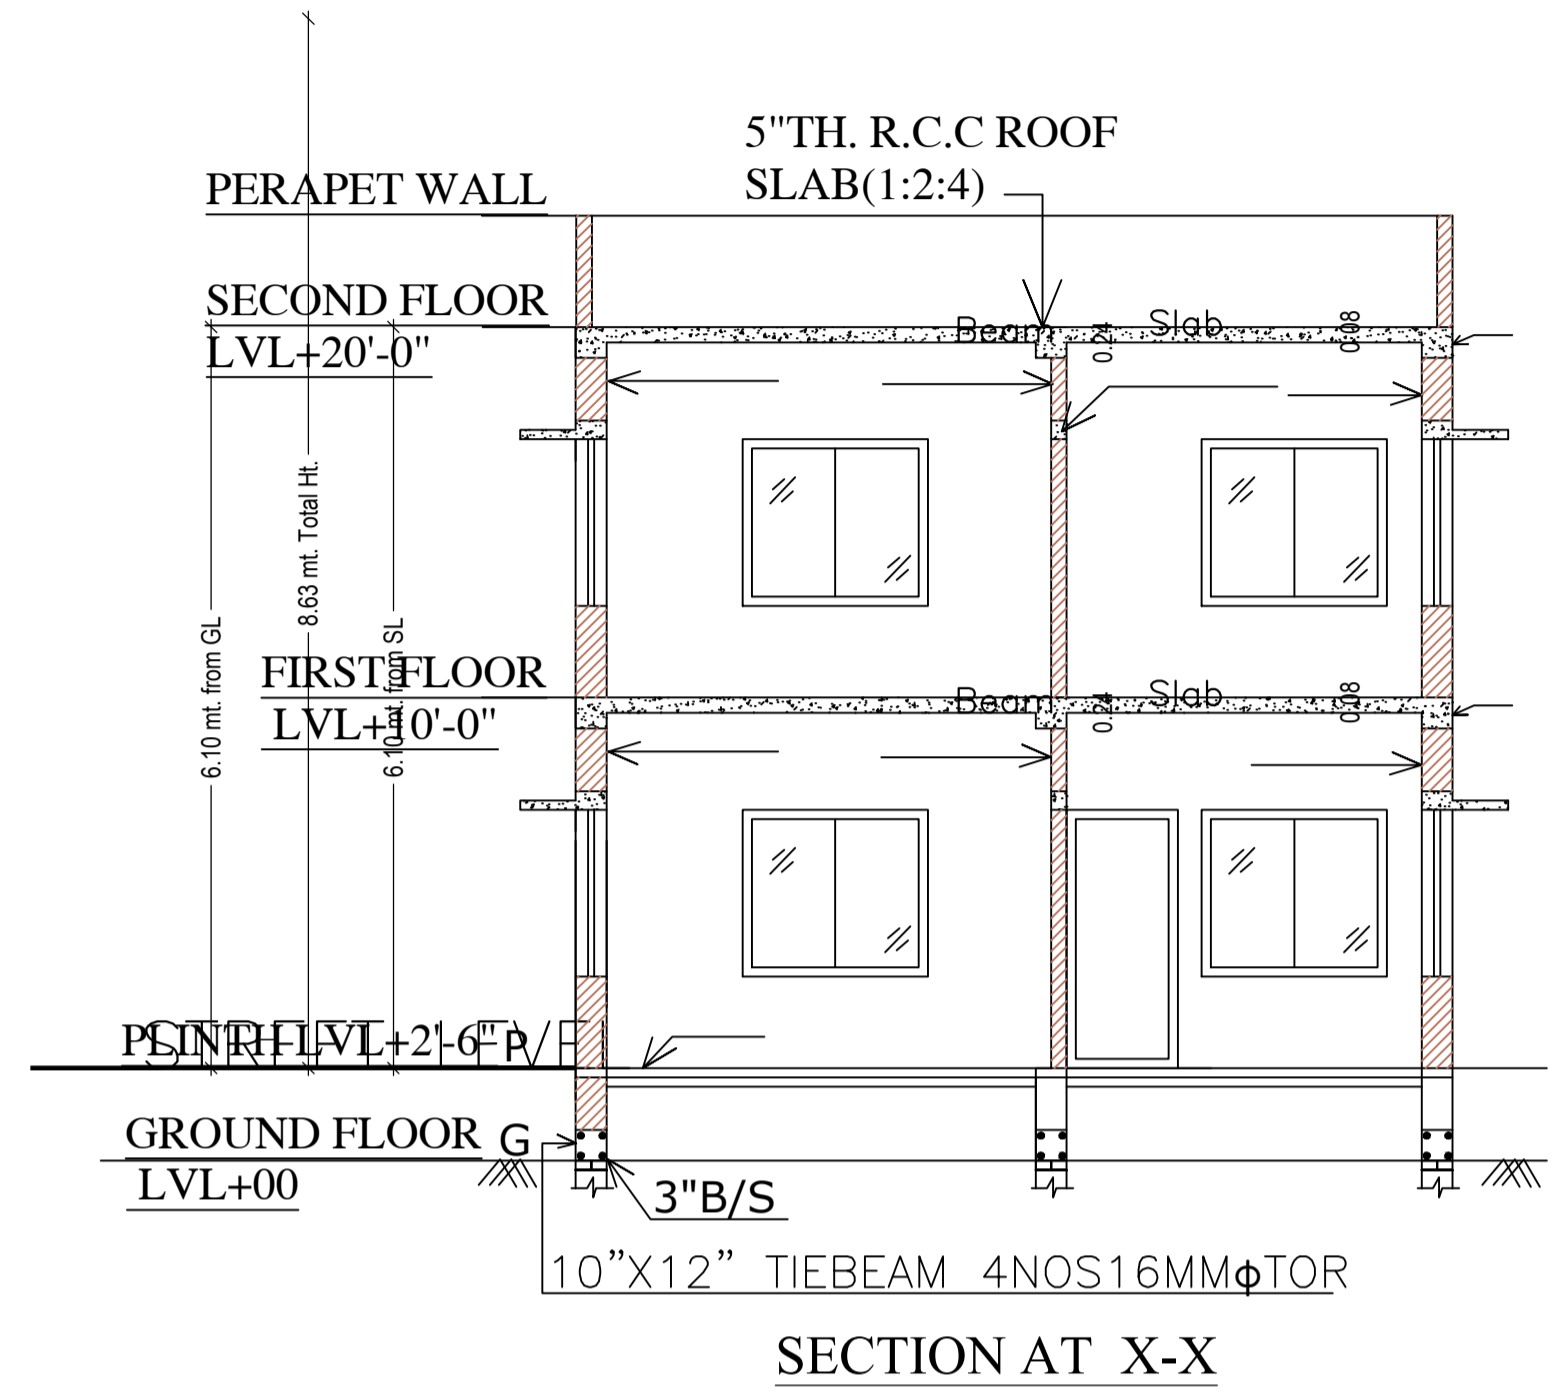 5"TH. R.C.C ROOF
SLAB(1:2:4)
PERAPET WALL
SECOND FLOOR
LVL+20'-0"
Beam
0.24
Slab
0.08
8.63 mt. Total Ht.
6.10 mt. from GL
6.10 mt. from SL
FIRST FLOOR
LVL+10'-0"
Beam
0.24
Slab
0.08
PLINTH LVL+2'-6"
P
GROUND FLOOR
G
LVL+00
3"B/S
10”X12” TIEBEAM 4NOS16MMϕTOR
SECTION AT X-X